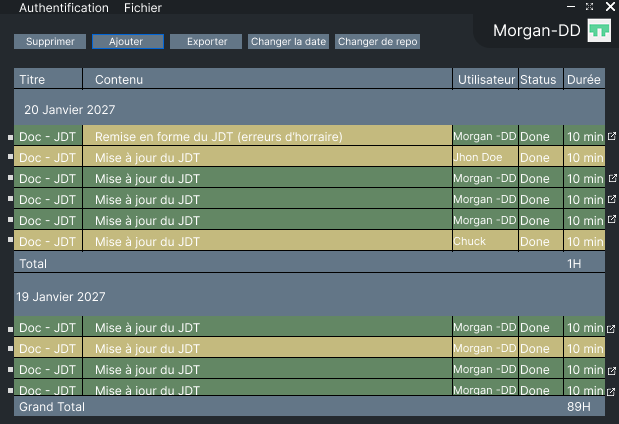 Authentification Fichier
Morgan-DD
Supprimer Ajouter Exporter Changer la date Changer de repo
Titre Contenu Utilisateur Status Durée
20 Janvier 2027
Doc - JDT Remise en forme du JDT (erreurs d'horraire) Morgan -DD Done 10 min
Doc - JDT Mise à jour du JDT Jhon Doe Done 10 min
Doc - JDT Mise à jour du JDT Morgan -DD Done 10 min
Doc - JDT Mise à jour du JDT Morgan -DD Done 10 min
Doc - JDT Mise à jour du JDT Morgan -DD Done 10 min
Doc - JDT Mise à jour du JDT Chuck Done 10 min
Total 1H
19 Janvier 2027
Doc - JDT Mise à jour du JDT Morgan -DD Done 10 min
Doc - JDT Mise à jour du JDT Morgan -DD Done 10 min
Doc - JDT Mise à jour du JDT Morgan -DD Done 10 min
Doc - JDT Mise à jour du JDT Morgan -DD Done 10 min
Grand Total 89H